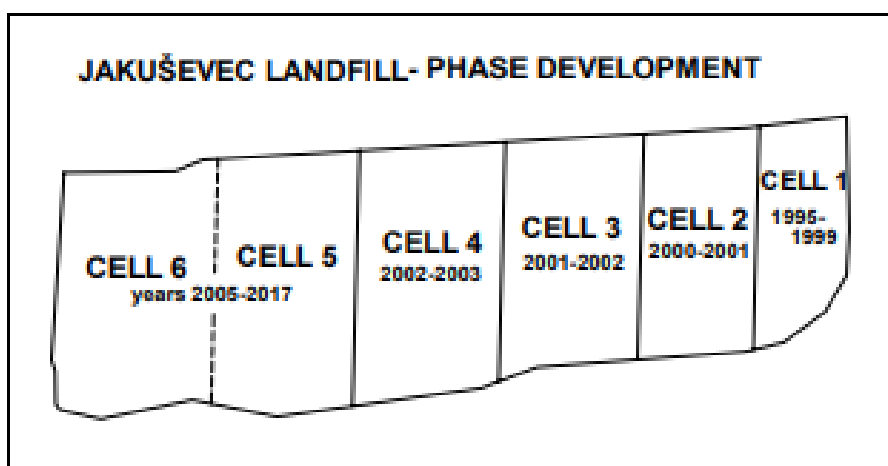 JAKUŠEVEC LANDFILL- PHASE DEVELOPMENT
CELL 6
CELL 5
years 2005-2017
CELL 4
2002-2003
CELL 3
2001-2002
CELL 2
2000-2001
CELL 1
1995-
1999